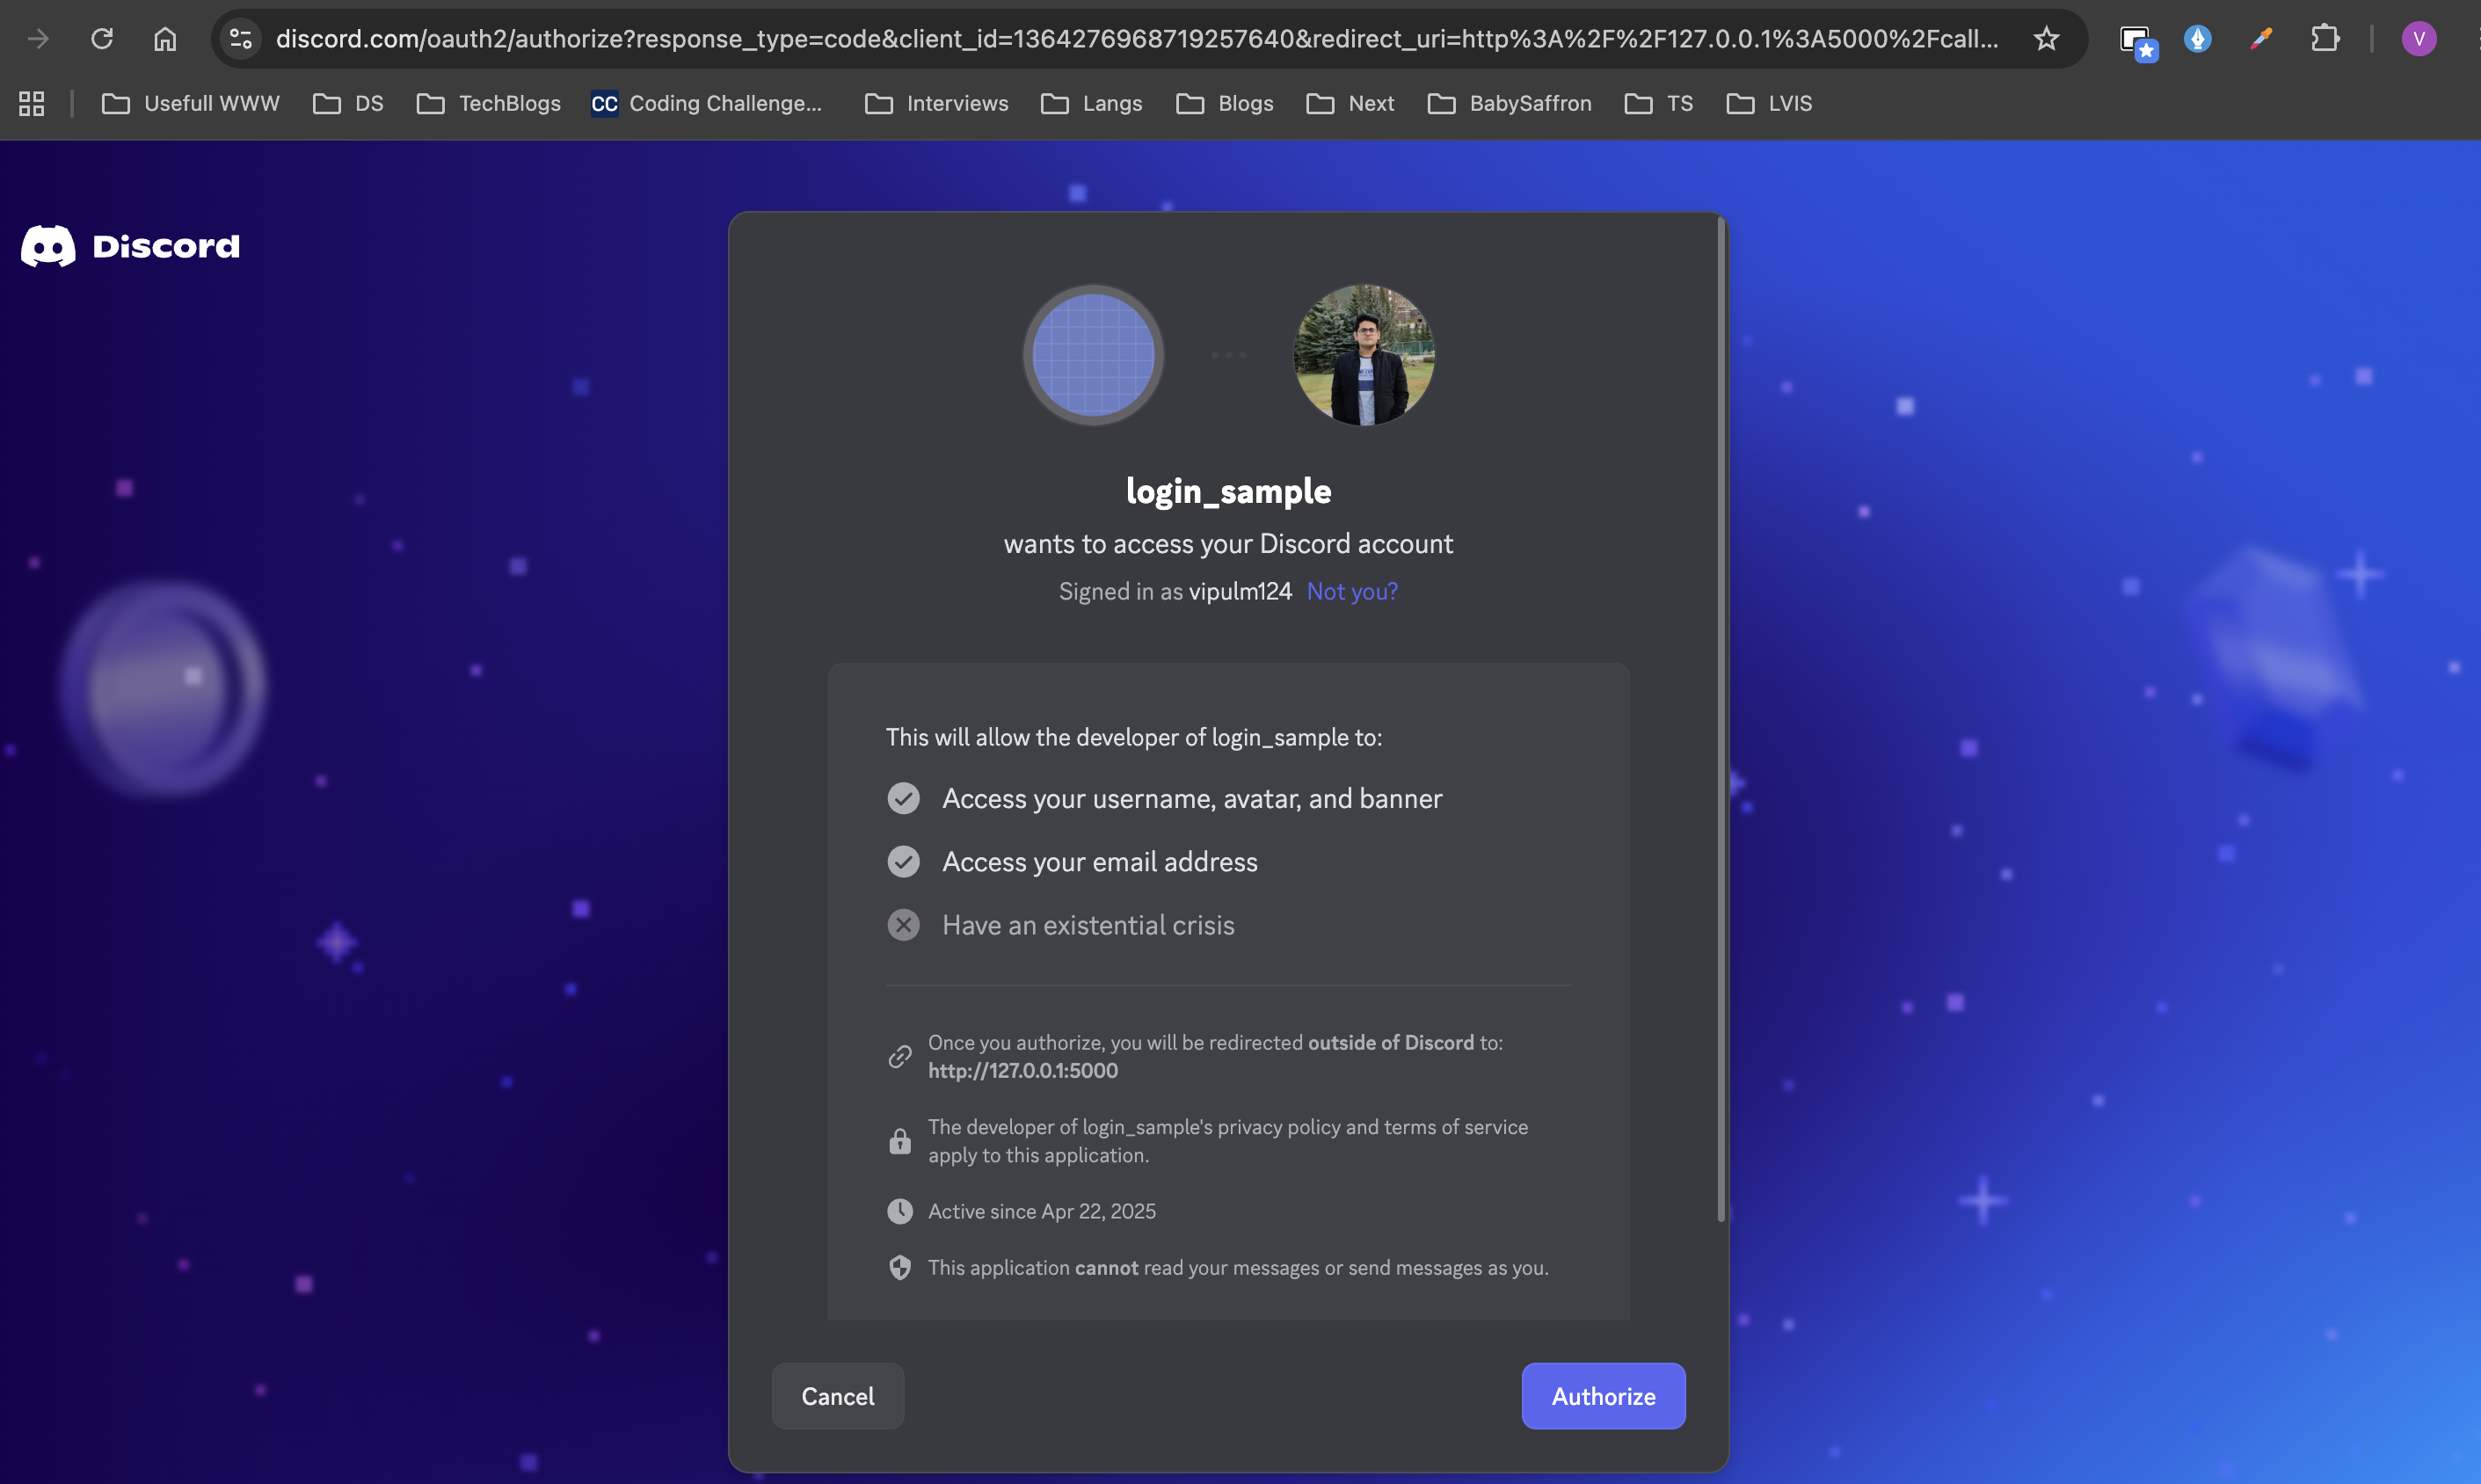 discord.com/oauth2/authorize?response_type=code&client_id=1364276968719257640&redirect_uri=http%3A%2F%2F127.0.0.1%3A5000%2Fcall...
V
Usefull WWW
DS
TechBlogs
CC Coding Challenge...
Interviews
Langs
Blogs
Next
BabySaffron
TS
LVIS
Discord
login_sample
wants to access your Discord account
Signed in as vipulm124 Not you?
This will allow the developer of login_sample to:
Access your username, avatar, and banner
Access your email address
Have an existential crisis
Once you authorize, you will be redirected outside of Discord to:
http://127.0.0.1:5000
The developer of login_sample's privacy policy and terms of service
apply to this application.
Active since Apr 22, 2025
This application cannot read your messages or send messages as you.
Cancel
Authorize